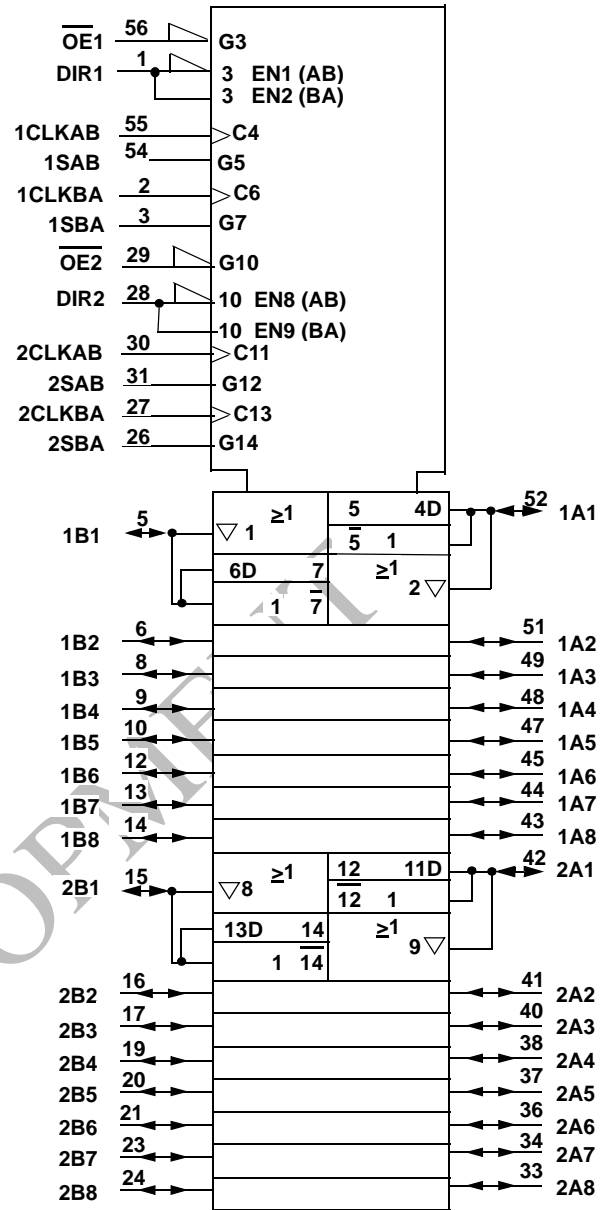 OE1 56 G3
DIR1 1 3 EN1 (AB)
3 EN2 (BA)
1CLKAB 55 C4
1SAB 54 G5
1CLKBA 2 C6
1SBA 3 G7
OE2 29 G10
DIR2 28 10 EN8 (AB)
10 EN9 (BA)
2CLKAB 30 C11
2SAB 31 G12
2CLKBA 27 C13
2SBA 26 G14
1B1 5 ▽ 1 ≥1 5 4D 52 1A1
5 1
6D 7 ≥1 2 ▽
1 7
1B2 6 51 1A2
1B3 8 49 1A3
1B4 9 48 1A4
1B5 10 47 1A5
1B6 12 45 1A6
1B7 13 44 1A7
1B8 14 43 1A8
2B1 15 ▽8 ≥1 12 11D 42 2A1
12 1
13D 14 ≥1 9 ▽
1 14
2B2 16 41 2A2
2B3 17 40 2A3
2B4 19 38 2A4
2B5 20 37 2A5
2B6 21 36 2A6
2B7 23 34 2A7
2B8 24 33 2A8
OPMENT